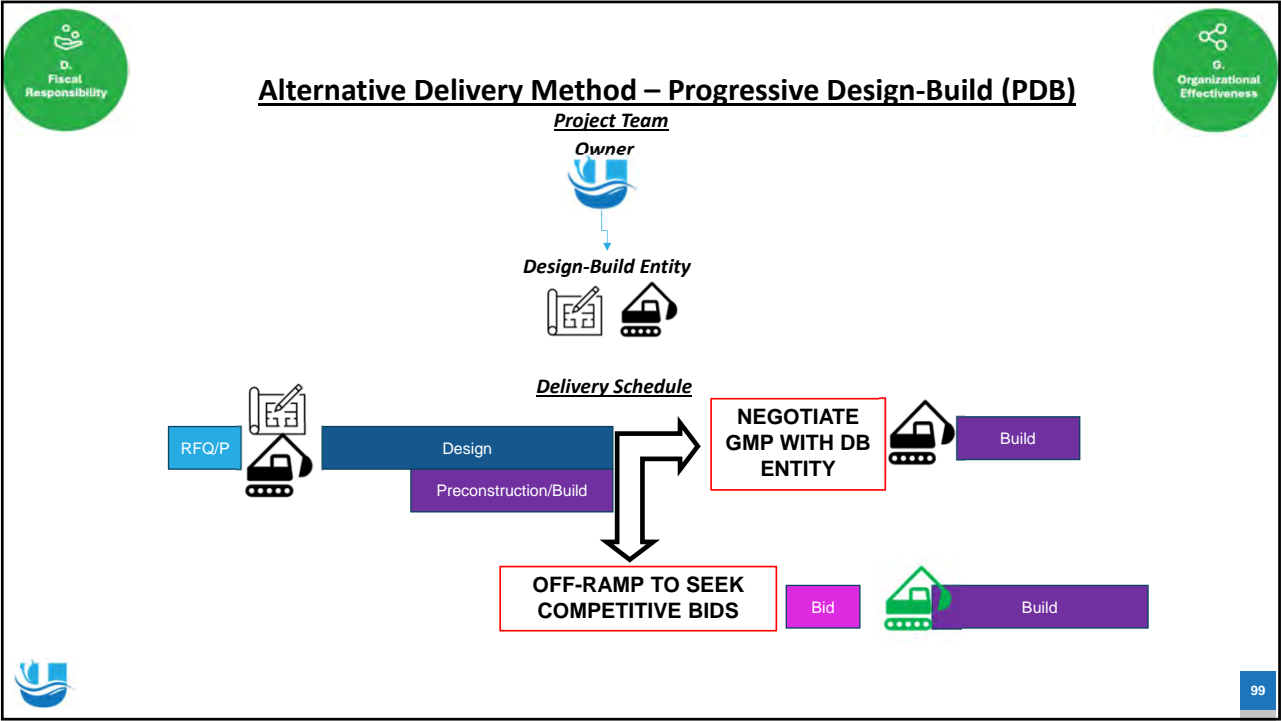 D.
Fiscal
Responsibility
G.
Organizational
Effectiveness
Alternative Delivery Method – Progressive Design-Build (PDB)
Project Team
Owner
Design-Build Entity
Delivery Schedule
RFQ/P
Design
Preconstruction/Build
NEGOTIATE
GMP WITH DB
ENTITY
Build
OFF-RAMP TO SEEK
COMPETITIVE BIDS
Bid
Build
99